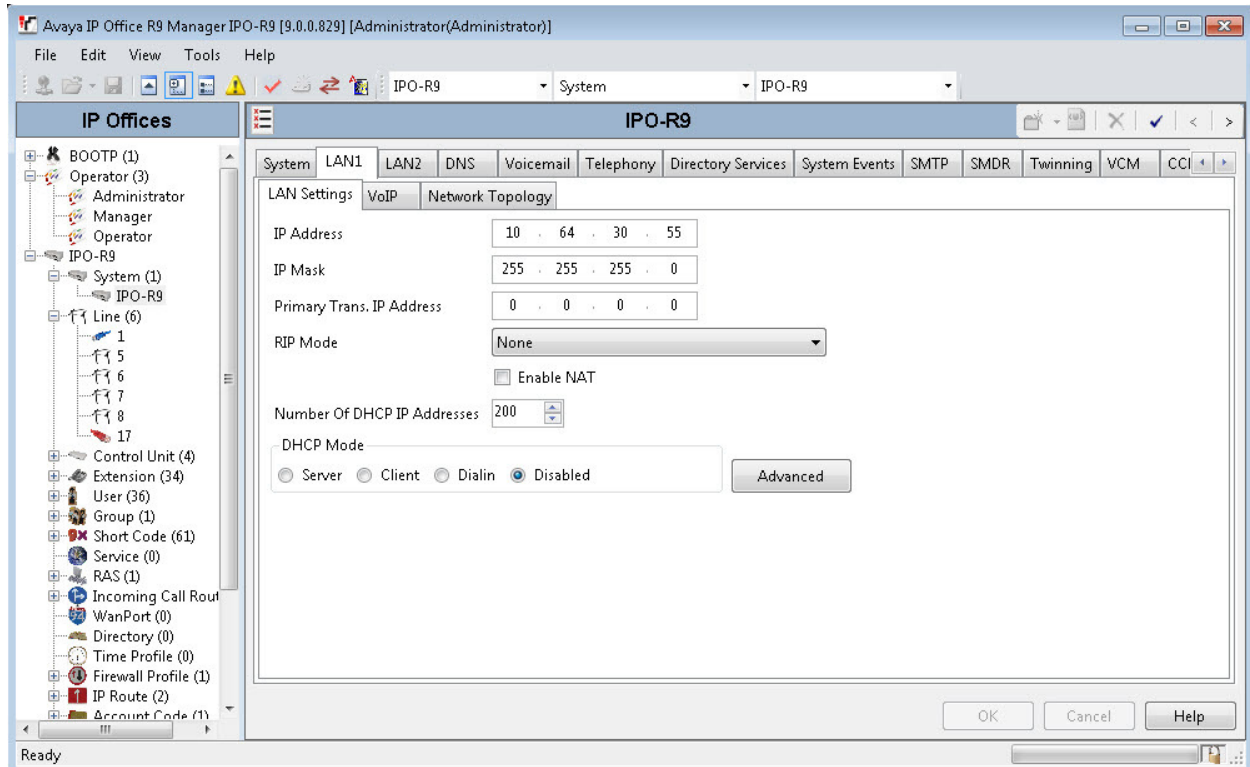 Avaya IP Office R9 Manager IPO-R9 [9.0.0.829] [Administrator(Administrator)]
File Edit View Tools Help
IPO-R9 System IPO-R9
IP Offices
BOOTP (1)
Operator (3)
Administrator
Manager
Operator
IPO-R9
System (1)
IPO-R9
Line (6)
1
5
6
7
8
17
Control Unit (4)
Extension (34)
User (36)
Group (1)
Short Code (61)
Service (0)
RAS (1)
Incoming Call Rout
WanPort (0)
Directory (0)
Time Profile (0)
Firewall Profile (1)
IP Route (2)
Account Code (1)
IPO-R9
System LAN1 LAN2 DNS Voicemail Telephony Directory Services System Events SMTP SMDR Twinning VCM
LAN Settings VoIP Network Topology
IP Address 10 . 64 . 30 . 55
IP Mask 255 . 255 . 255 . 0
Primary Trans. IP Address 0 . 0 . 0 . 0
RIP Mode None
Enable NAT
Number Of DHCP IP Addresses 200
DHCP Mode
Server Client Dialin Disabled
Advanced
OK Cancel Help
Ready